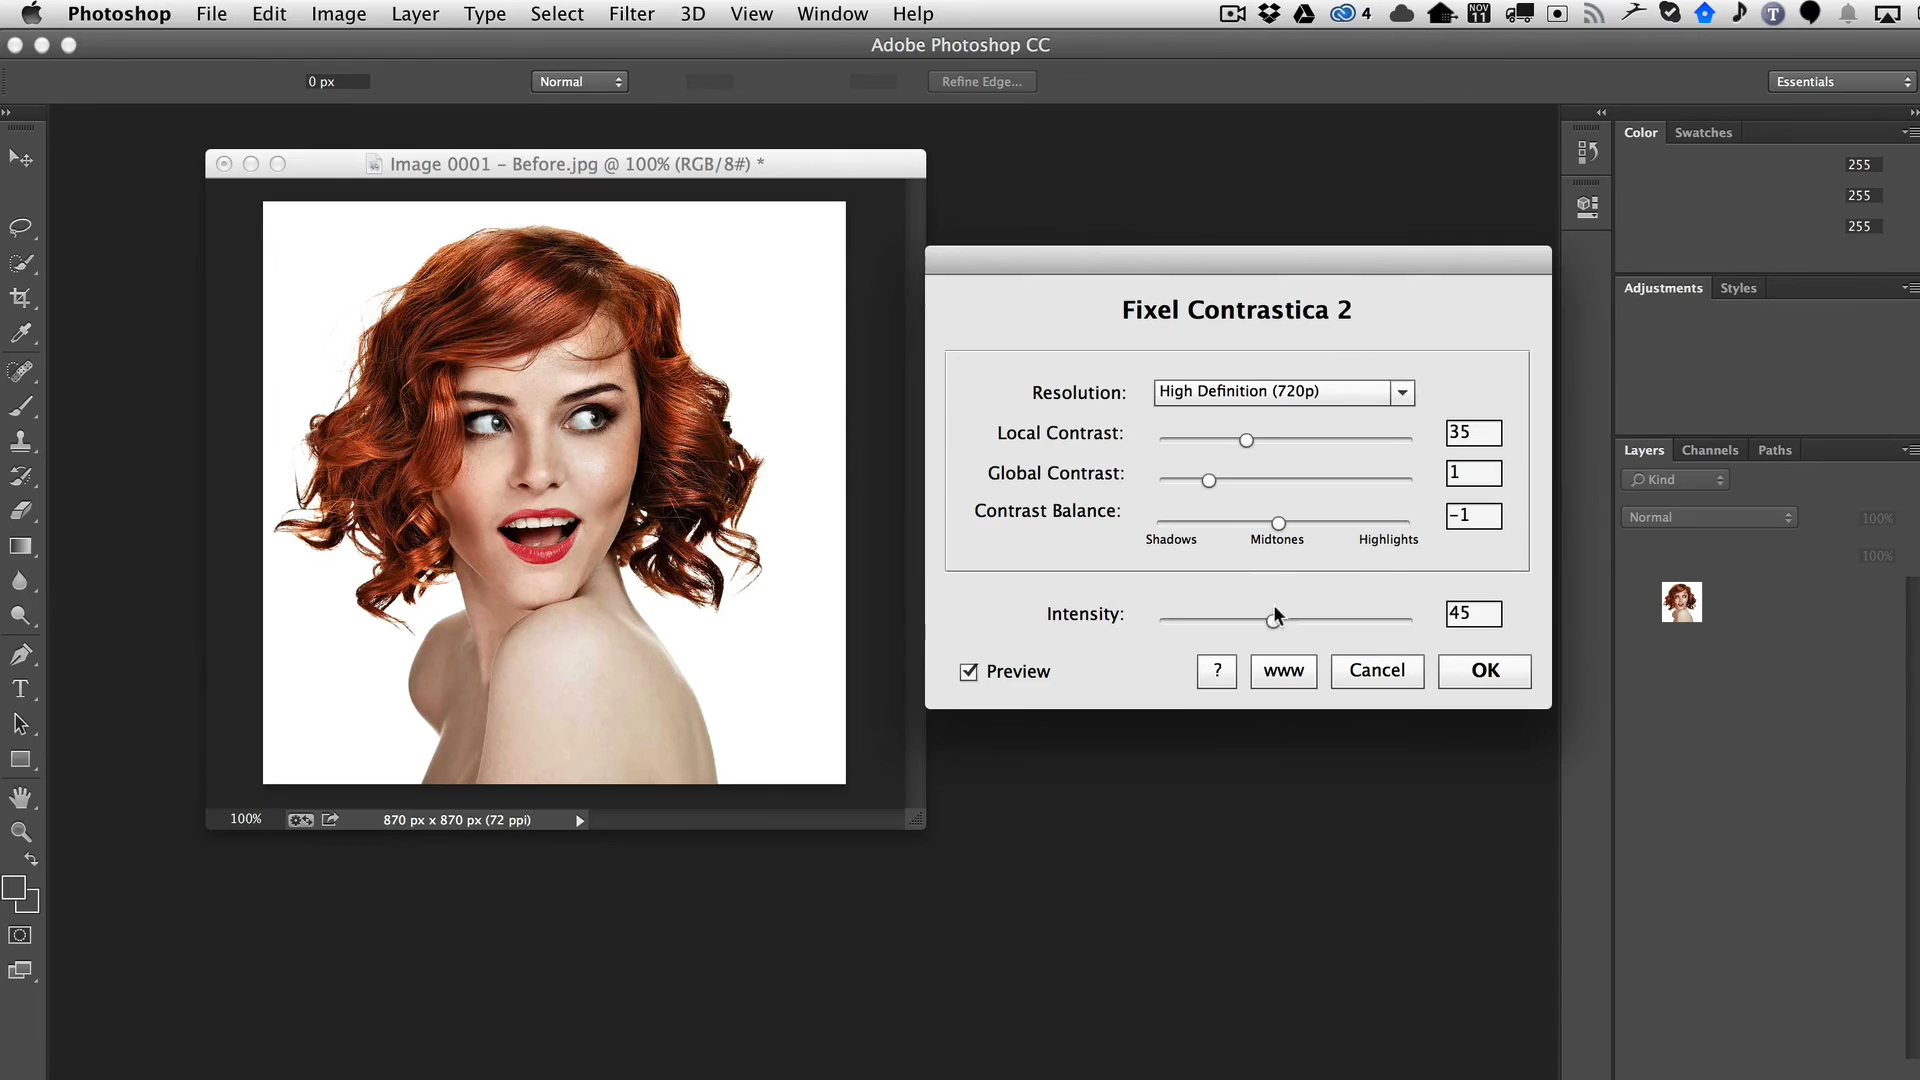 Photoshop File Edit Image Layer Type Select Filter 3D View Window Help 4 NOV 11 T
Adobe Photoshop CC
0 px Normal Refine Edge... Essentials
Image 0001 – Before.jpg @ 100% (RGB/8#) *
100% 870 px x 870 px (72 ppi)
Fixel Contrastica 2
Resolution: High Definition (720p)
Local Contrast: 35
Global Contrast: 1
Contrast Balance: -1
Shadows Midtones Highlights
Intensity: 45
Preview ? www Cancel OK
Color Swatches
255
255
255
Adjustments Styles
Layers Channels Paths
Kind
Normal 100%
100%
T